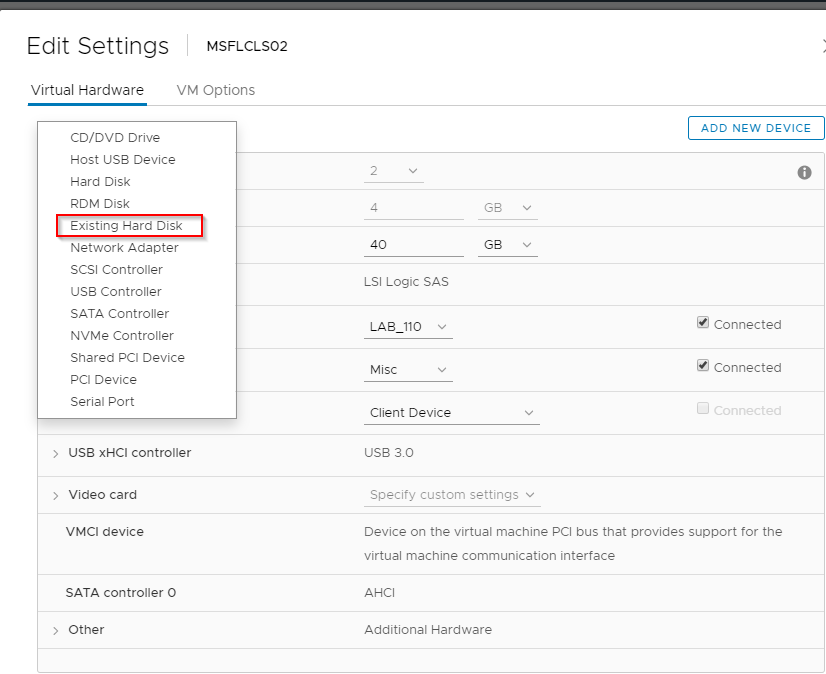 Edit Settings MSFLCLS02
Virtual Hardware VM Options
ADD NEW DEVICE
CD/DVD Drive
Host USB Device
Hard Disk
RDM Disk
Existing Hard Disk
Network Adapter
SCSI Controller
USB Controller
SATA Controller
NVMe Controller
Shared PCI Device
PCI Device
Serial Port
2
4 GB
40 GB
LSI Logic SAS
LAB_110 Connected
Misc Connected
Client Device Connected
USB xHCI controller USB 3.0
Video card Specify custom settings
VMCI device Device on the virtual machine PCI bus that provides support for the
virtual machine communication interface
SATA controller 0 AHCI
Other Additional Hardware